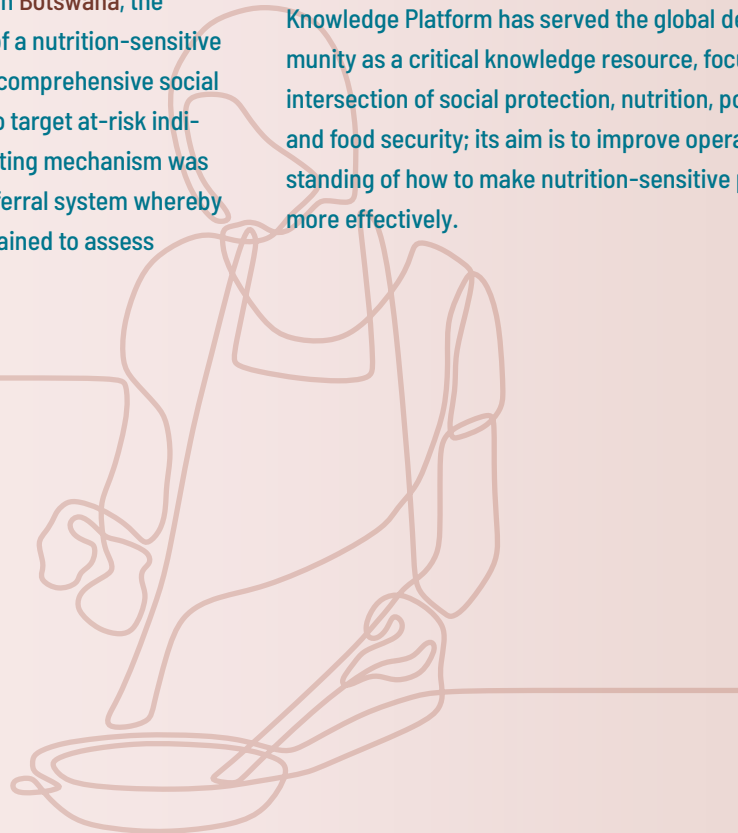 Botswana, the
of a nutrition-sensitive
comprehensive social
target at-risk indi-
ting mechanism was
ferral system whereby
ained to assess
Knowledge Platform has served the global de
munity as a critical knowledge resource, focu
intersection of social protection, nutrition, po
and food security; its aim is to improve opera
standing of how to make nutrition-sensitive
more effectively.